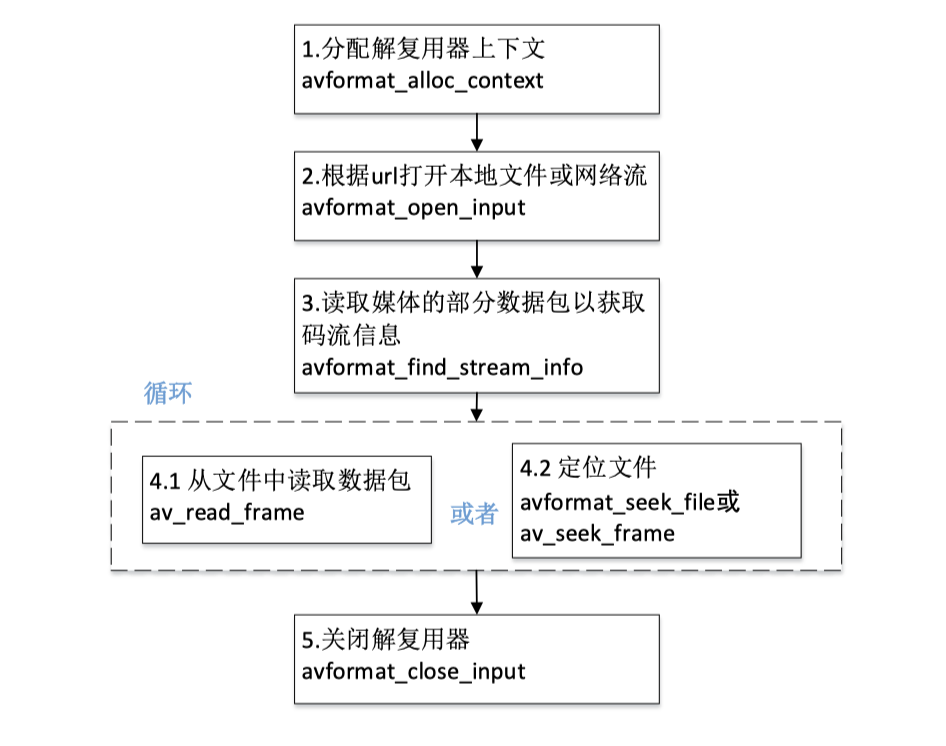 1.分配解复用器上下文
avformat_alloc_context
2.根据url打开本地文件或网络流
avformat_open_input
3.读取媒体的部分数据包以获取
码流信息
avformat_find_stream_info
循环
4.1 从文件中读取数据包
av_read_frame
或者
4.2 定位文件
avformat_seek_file或
av_seek_frame
5.关闭解复用器
avformat_close_input